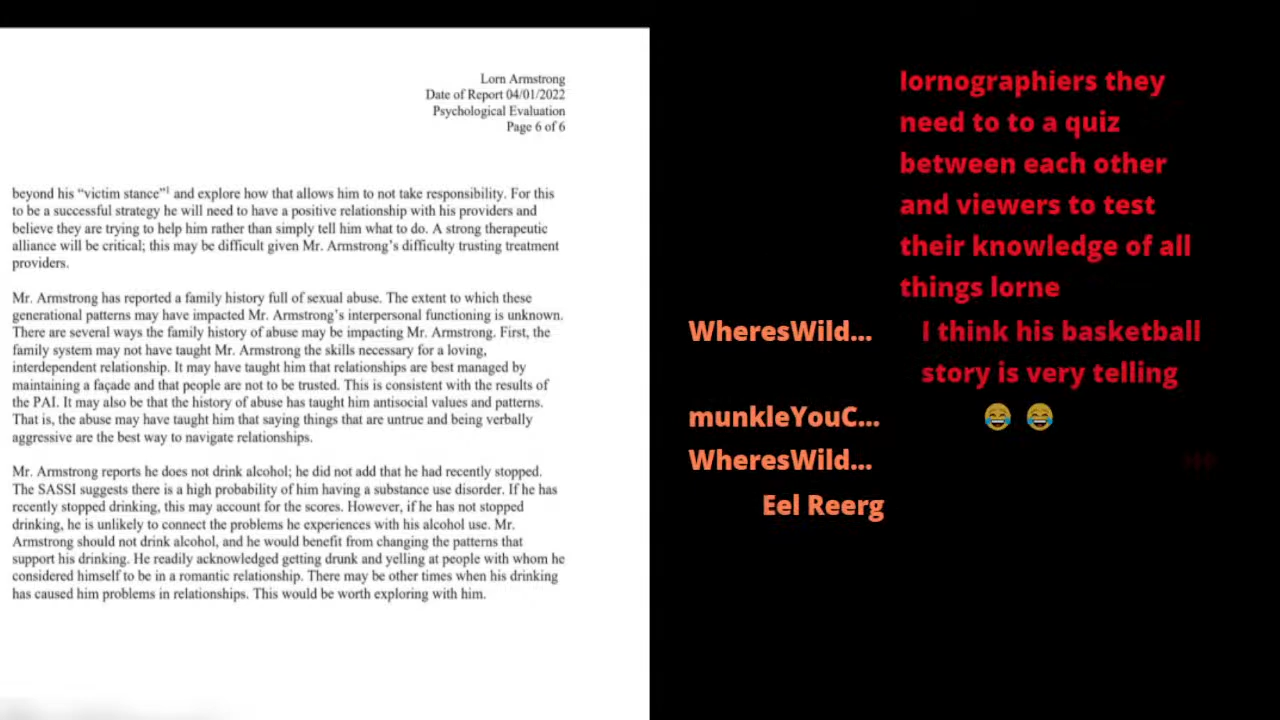 Lorn Armstrong
Date of Report 04/01/2022
Psychological Evaluation
Page 6 of 6
beyond his “victim stance”¹ and explore how that allows him to not take responsibility. For this
to be a successful strategy he will need to have a positive relationship with his providers and
believe they are trying to help him rather than simply tell him what to do. A strong therapeutic
alliance will be critical; this may be difficult given Mr. Armstrong’s difficulty trusting treatment
providers.
Mr. Armstrong has reported a family history full of sexual abuse. The extent to which these
generational patterns may have impacted Mr. Armstrong’s interpersonal functioning is unknown.
There are several ways the family history of abuse may be impacting Mr. Armstrong. First, the
family system may not have taught Mr. Armstrong the skills necessary for a loving,
interdependent relationship. It may have taught him that relationships are best managed by
maintaining a façade and that people are not to be trusted. This is consistent with the results of
the PAI. It may also be that the history of abuse has taught him antisocial values and patterns.
That is, the abuse may have taught him that saying things that are untrue and being verbally
aggressive are the best way to navigate relationships.
Mr. Armstrong reports he does not drink alcohol; he did not add that he had recently stopped.
The SASSI suggests there is a high probability of him having a substance use disorder. If he has
recently stopped drinking, this may account for the scores. However, if he has not stopped
drinking, he is unlikely to connect the problems he experiences with his alcohol use. Mr.
Armstrong should not drink alcohol, and he would benefit from changing the patterns that
support his drinking. He readily acknowledged getting drunk and yelling at people with whom he
considered himself to be in a romantic relationship. There may be other times when his drinking
has caused him problems in relationships. This would be worth exploring with him.
lornographiers they
need to to a quiz
between each other
and viewers to test
their knowledge of all
things lorne
WheresWild... I think his basketball
story is very telling
munkleYouC... 😂 😂
WheresWild...
Eel Reerg